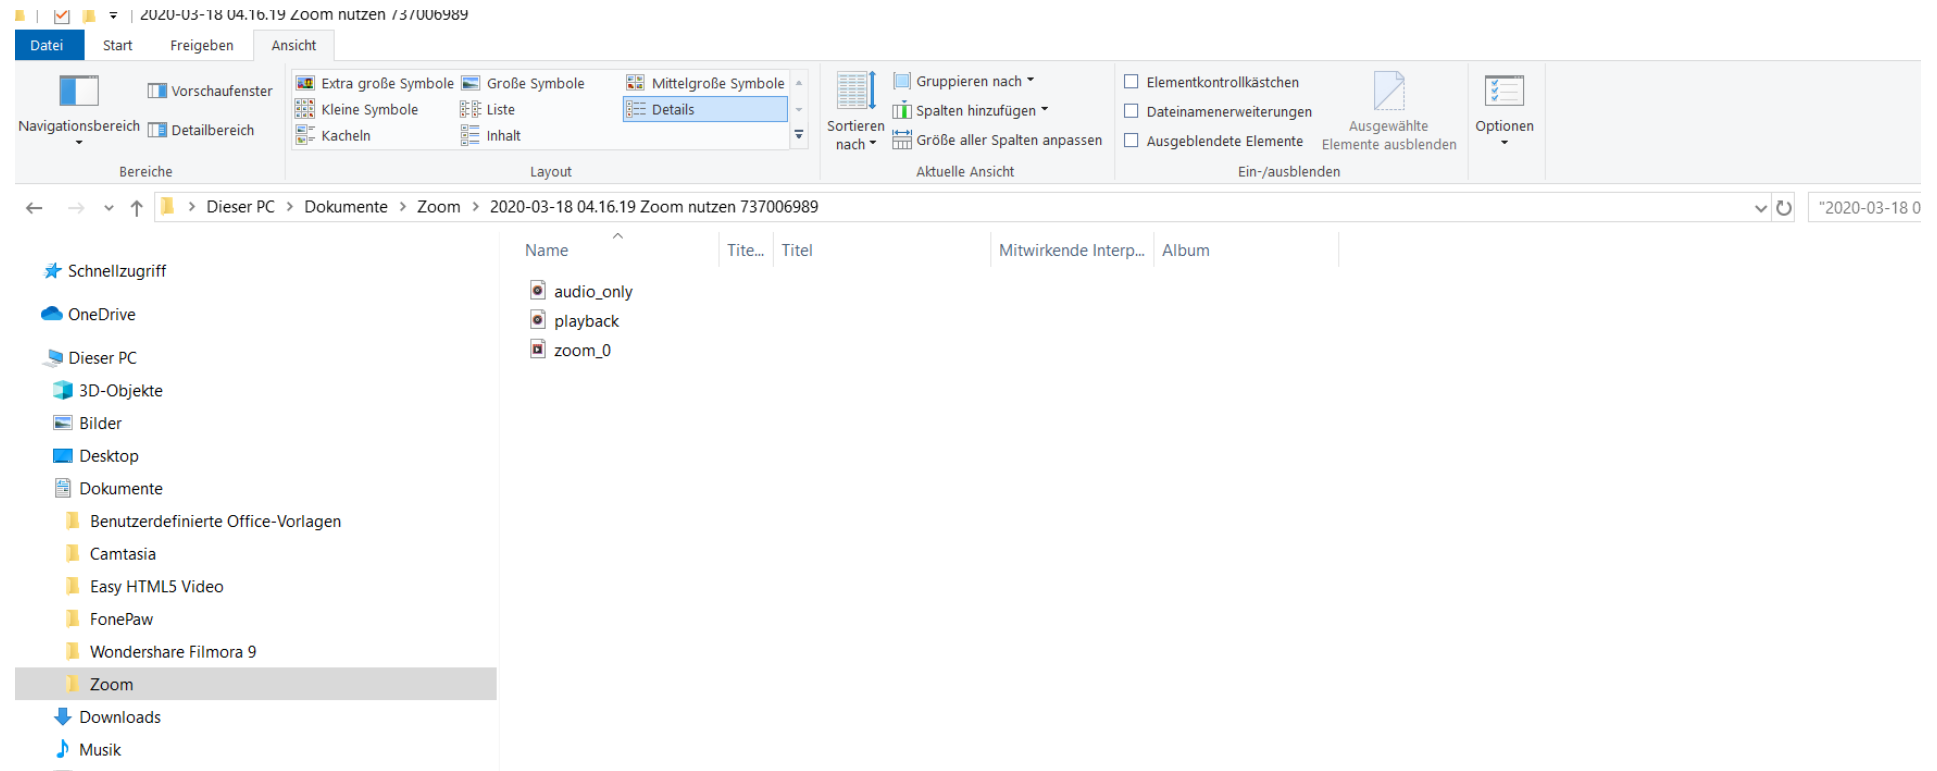 2020-03-18 04.16.19 Zoom nutzen 737006989
Datei Start Freigeben Ansicht
Navigationsbereich
Vorschaufenster
Detailbereich
Bereiche
Extra große Symbole Große Symbole Mittelgroße Symbole
Kleine Symbole Liste Details
Kacheln Inhalt
Layout
Sortieren
nach
Gruppieren nach
Spalten hinzufügen
Größe aller Spalten anpassen
Aktuelle Ansicht
Elementkontrollkästchen
Dateinamenerweiterungen
Ausgeblendete Elemente
Ausgewählte
Elemente ausblenden
Ein-/ausblenden
Optionen
> Dieser PC > Dokumente > Zoom > 2020-03-18 04.16.19 Zoom nutzen 737006989
"2020-03-18 0
Schnellzugriff
OneDrive
Dieser PC
3D-Objekte
Bilder
Desktop
Dokumente
Benutzerdefinierte Office-Vorlagen
Camtasia
Easy HTML5 Video
FonePaw
Wondershare Filmora 9
Zoom
Downloads
Musik
Name Tite... Titel Mitwirkende Interp... Album
audio_only
playback
zoom_0